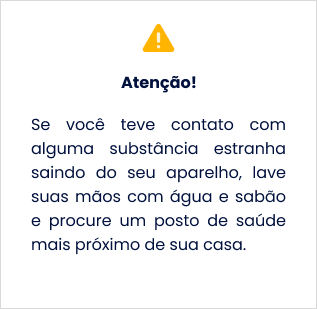 Atenção!
Se você teve contato com
alguma substância estranha
saindo do seu aparelho, lave
suas mãos com água e sabão
e procure um posto de saúde
mais próximo de sua casa.